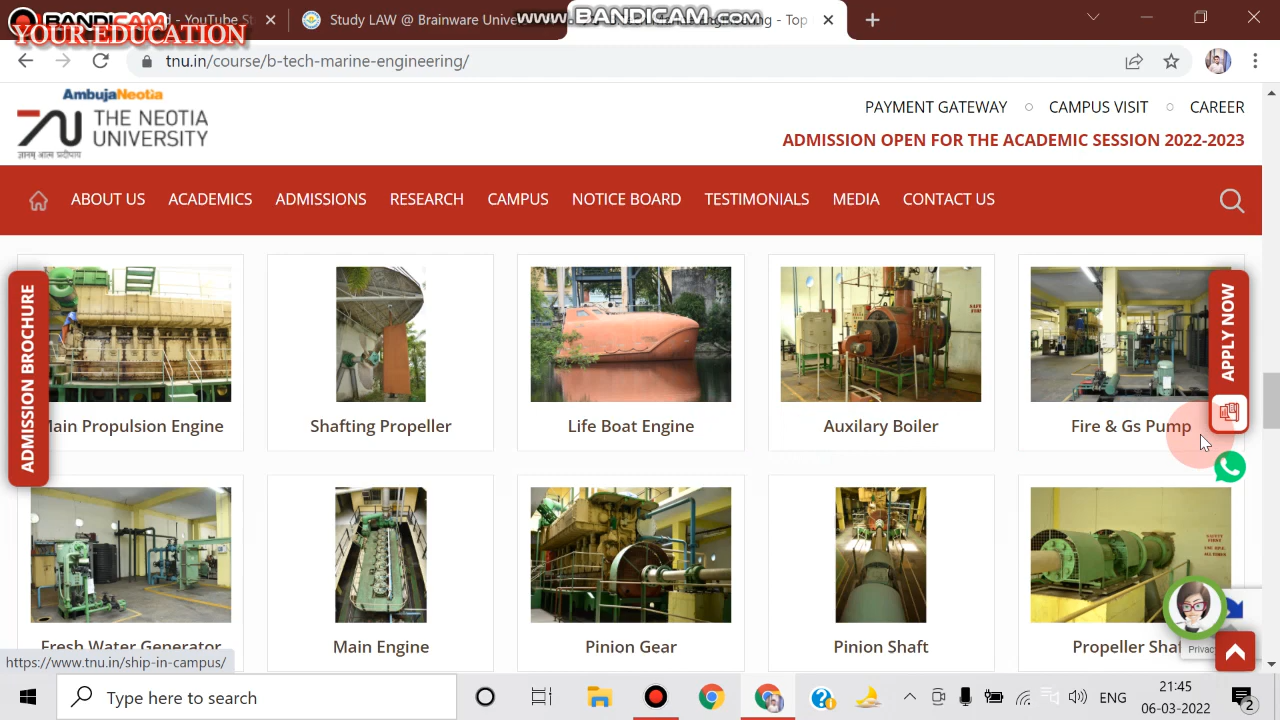 BANDICAM
YOUR EDUCATION
YouTube St
Study LAW @ Brainware Unive
www.BANDICAM.com
- Top
tnu.in/course/b-tech-marine-engineering/
AmbujaNeotia
THE NEOTIA
UNIVERSITY
PAYMENT GATEWAY
CAMPUS VISIT
CAREER
ADMISSION OPEN FOR THE ACADEMIC SESSION 2022-2023
ABOUT US
ACADEMICS
ADMISSIONS
RESEARCH
CAMPUS
NOTICE BOARD
TESTIMONIALS
MEDIA
CONTACT US
ADMISSION BROCHURE
APPLY NOW
Main Propulsion Engine
Shafting Propeller
Life Boat Engine
Auxilary Boiler
Fire & Gs Pump
Fresh Water Generator
Main Engine
Pinion Gear
Pinion Shaft
Propeller Sha
Privac
https://www.tnu.in/ship-in-campus/
Type here to search
ENG
21:45
06-03-2022
2